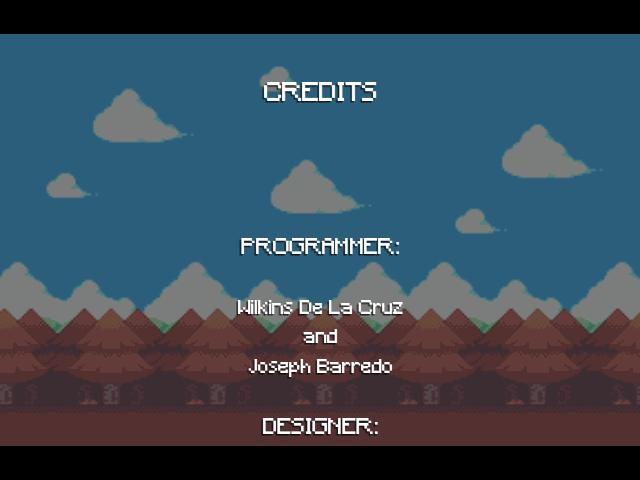 CREDITS
PROGRAMMER:
Wilkins De La Cruz
and
Joseph Barredo
DESIGNER: